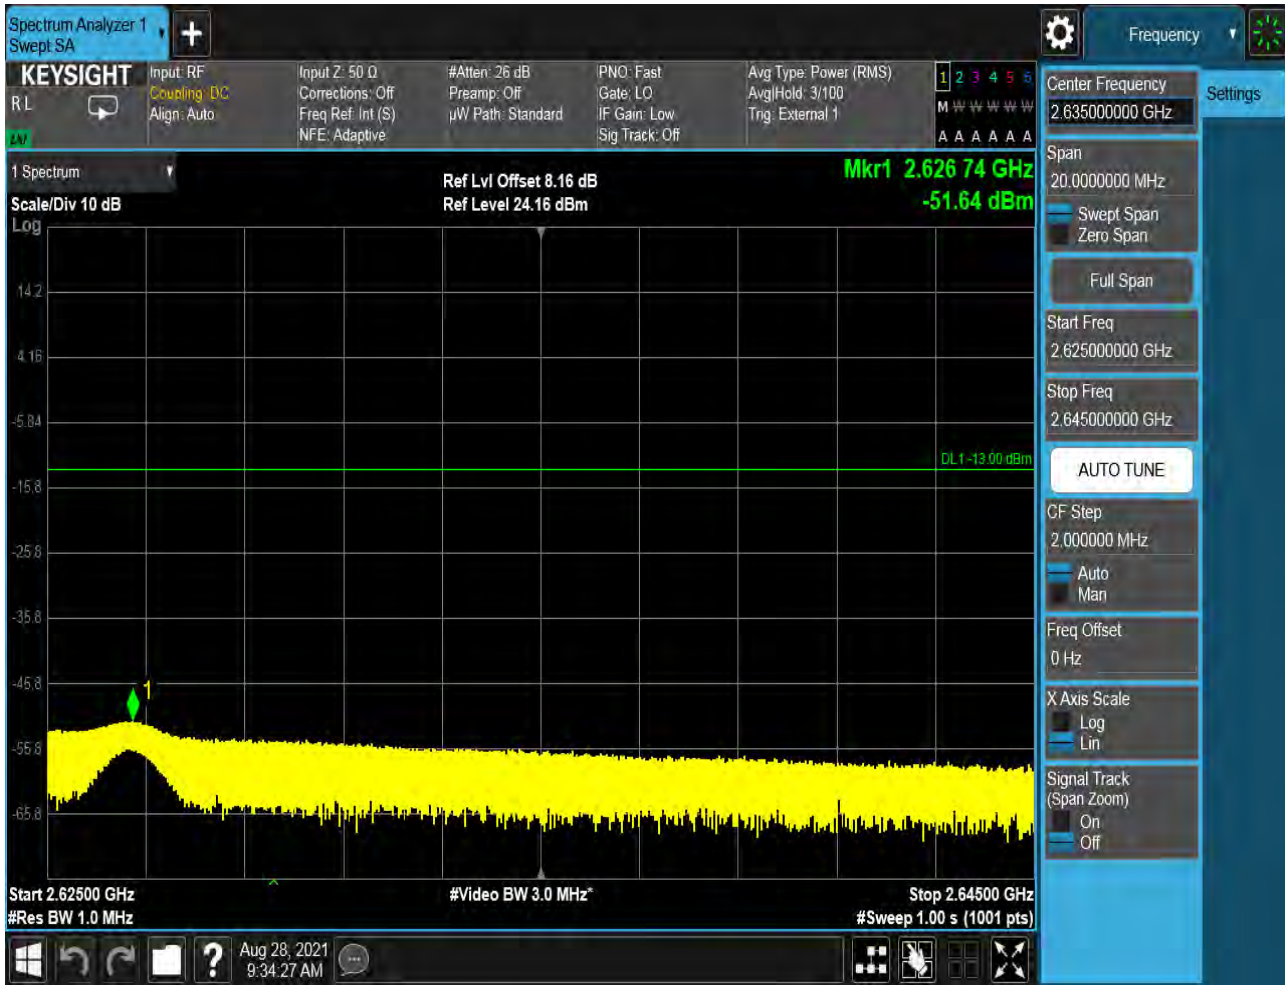 Spectrum Analyzer 1
Swept SA
Frequency
KEYSIGHT
R L
Input: RF
Coupling: DC
Align: Auto
Input Z: 50 Ω
Corrections: Off
Freq Ref: Int (S)
NFE: Adaptive
#Atten: 26 dB
Preamp: Off
µW Path: Standard
PNO: Fast
Gate: LO
IF Gain: Low
Sig Track: Off
Avg Type: Power (RMS)
Avg|Hold: 3/100
Trig: External 1
1 2 3 4 5 6
M W W W W W
A A A A A A
1 Spectrum
Scale/Div 10 dB
Log
Ref Lvl Offset 8.16 dB
Ref Level 24.16 dBm
Mkr1 2.626 74 GHz
-51.64 dBm
14.2
4.16
-5.84
DL1 -13.00 dBm
-15.8
-25.8
-35.8
-45.8
1
-55.8
-65.8
Start 2.62500 GHz
#Res BW 1.0 MHz
#Video BW 3.0 MHz*
Stop 2.64500 GHz
#Sweep 1.00 s (1001 pts)
?
Aug 28, 2021
9:34:27 AM
Center Frequency
2.635000000 GHz
Settings
Span
20.0000000 MHz
Swept Span
Zero Span
Full Span
Start Freq
2.625000000 GHz
Stop Freq
2.645000000 GHz
AUTO TUNE
CF Step
2.000000 MHz
Auto
Man
Freq Offset
0 Hz
X Axis Scale
Log
Lin
Signal Track
(Span Zoom)
On
Off